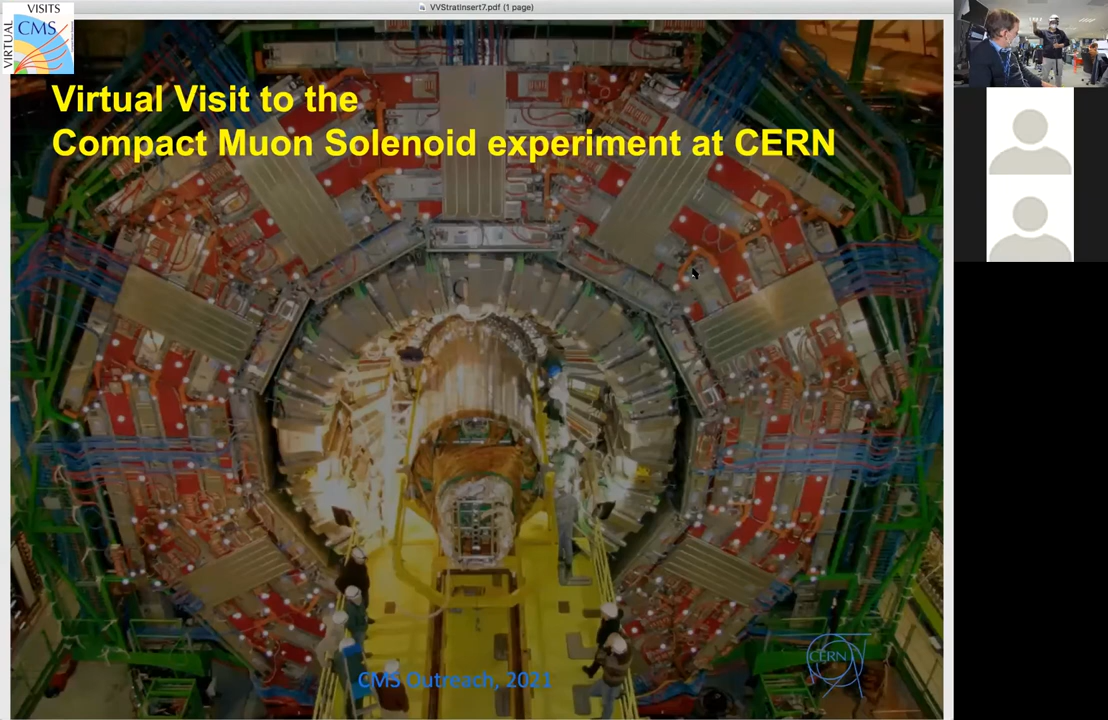 VVStratInsert7.pdf (1 page)
VISITS
VIRTUAL
CMS
Virtual Visit to the
Compact Muon Solenoid experiment at CERN
CERN
CMS Outreach, 2021